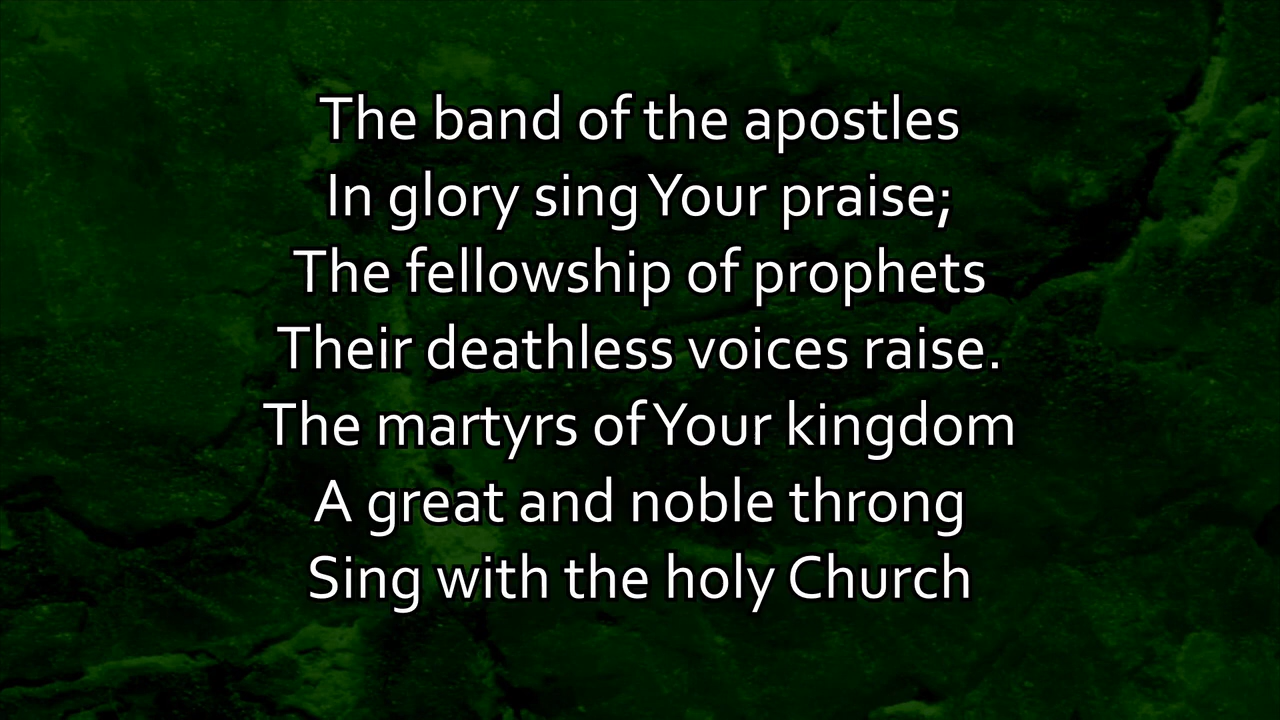 The band of the apostles
In glory sing Your praise;
The fellowship of prophets
Their deathless voices raise.
The martyrs of Your kingdom
A great and noble throng
Sing with the holy Church